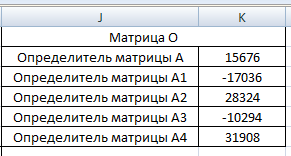 J K
Матрица О
Определитель матрицы А 15676
Определитель матрицы А1 -17036
Определитель матрицы А2 28324
Определитель матрицы А3 -10294
Определитель матрицы А4 31908